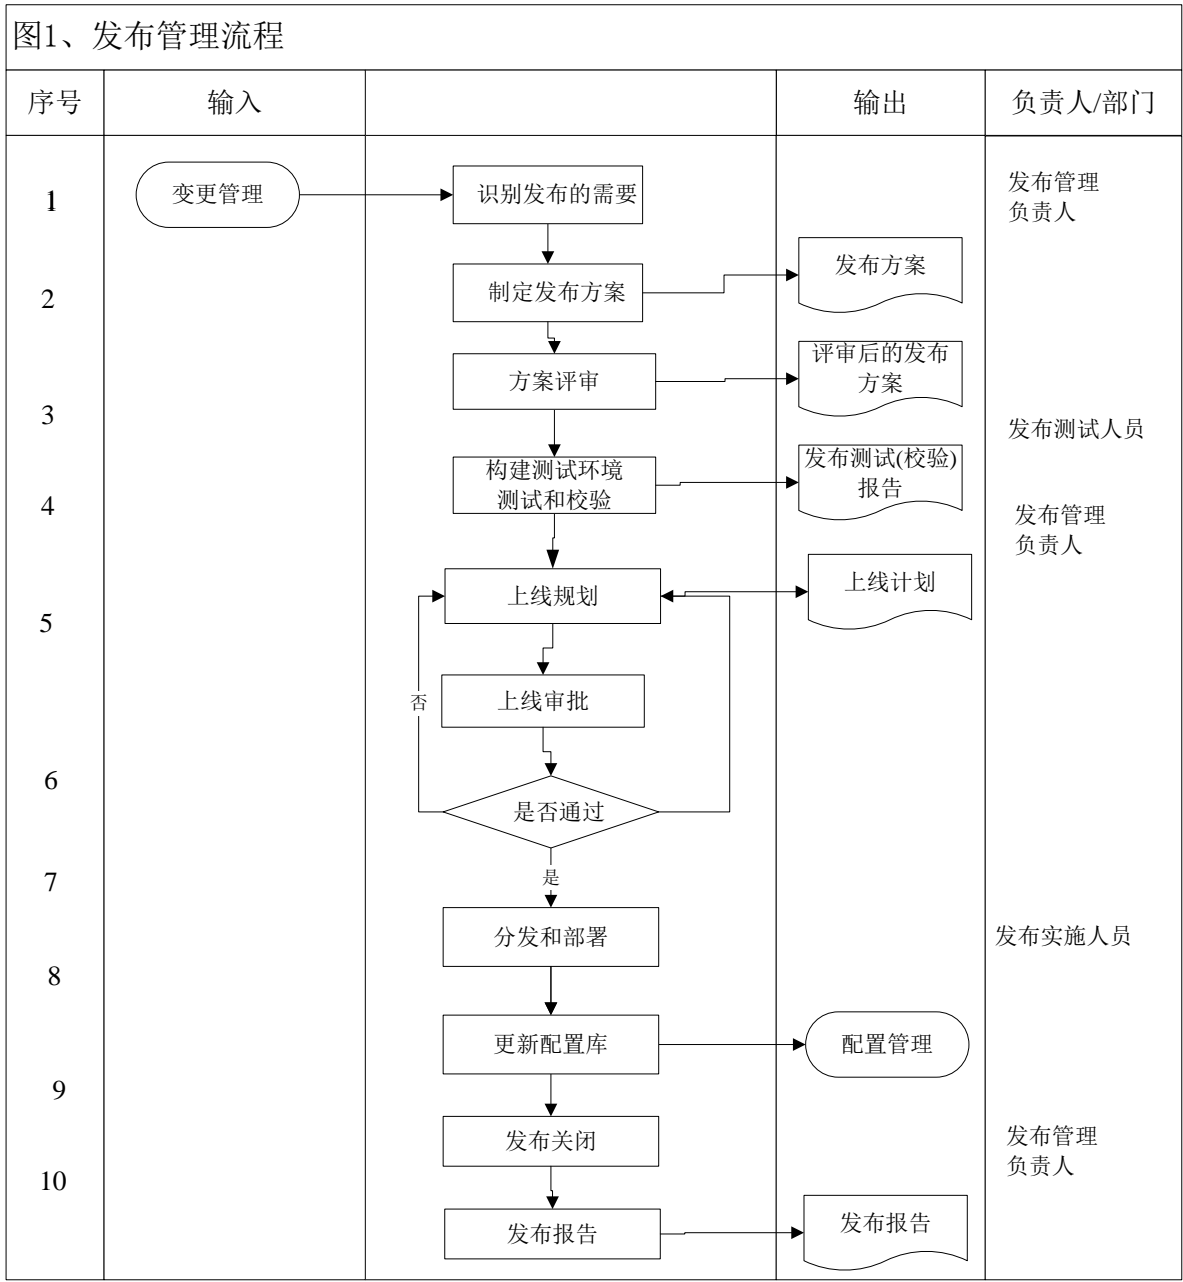 图1、发布管理流程
序号
输入
输出
负责人/部门
1
变更管理
识别发布的需要
发布管理
负责人
2
制定发布方案
发布方案
3
方案评审
评审后的发布
方案
发布测试人员
4
构建测试环境
测试和校验
发布测试(校验)
报告
发布管理
负责人
5
上线规划
上线计划
否
上线审批
6
是否通过
7
是
分发和部署
发布实施人员
8
更新配置库
配置管理
9
发布关闭
发布管理
负责人
10
发布报告
发布报告